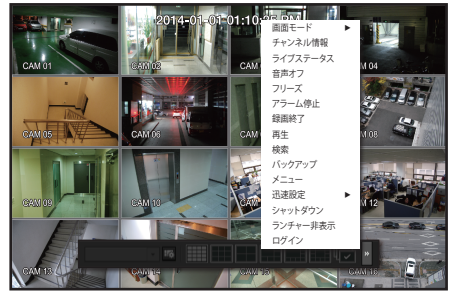 2014-01-01 01:10:25 PM
CAM 01
CAM 02
CAM 04
画面モード
チャンネル情報
ライブステータス
音声オフ
フリーズ
アラーム停止
録画終了
再生
検索
バックアップ
メニュー
迅速設定
シャットダウン
ランチャー非表示
ログイン
CAM 05
CAM 06
CAM 08
CAM 09
CAM 10
CAM 12
CAM 13
CAM 14
CAM 15
CAM 16